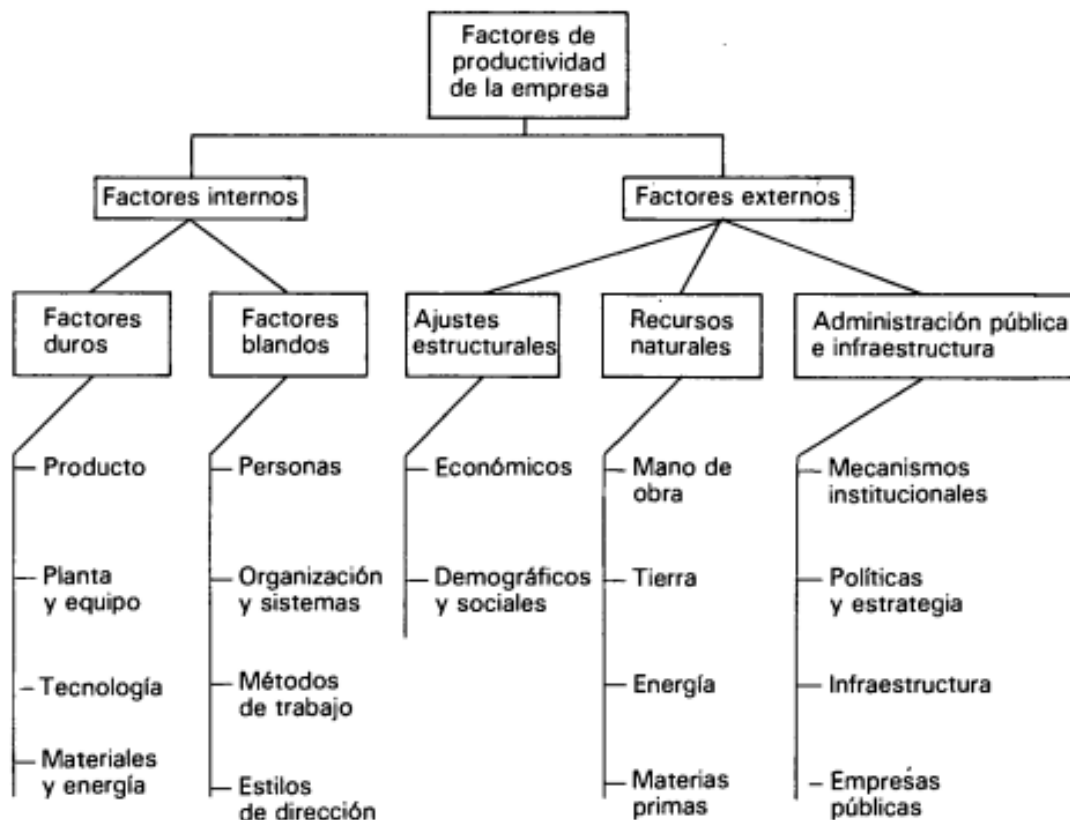 Factores de
productividad
de la empresa
Factores internos
Factores externos
Factores
duros
Factores
blandos
Ajustes
estructurales
Recursos
naturales
Administración pública
e infraestructura
Producto
Planta
y equipo
Tecnología
Materiales
y energía
Personas
Organización
y sistemas
Métodos
de trabajo
Estilos
de dirección
Económicos
Demográficos
y sociales
Mano de
obra
Tierra
Energía
Materias
primas
Mecanismos
institucionales
Políticas
y estrategia
Infraestructura
Empresas
públicas